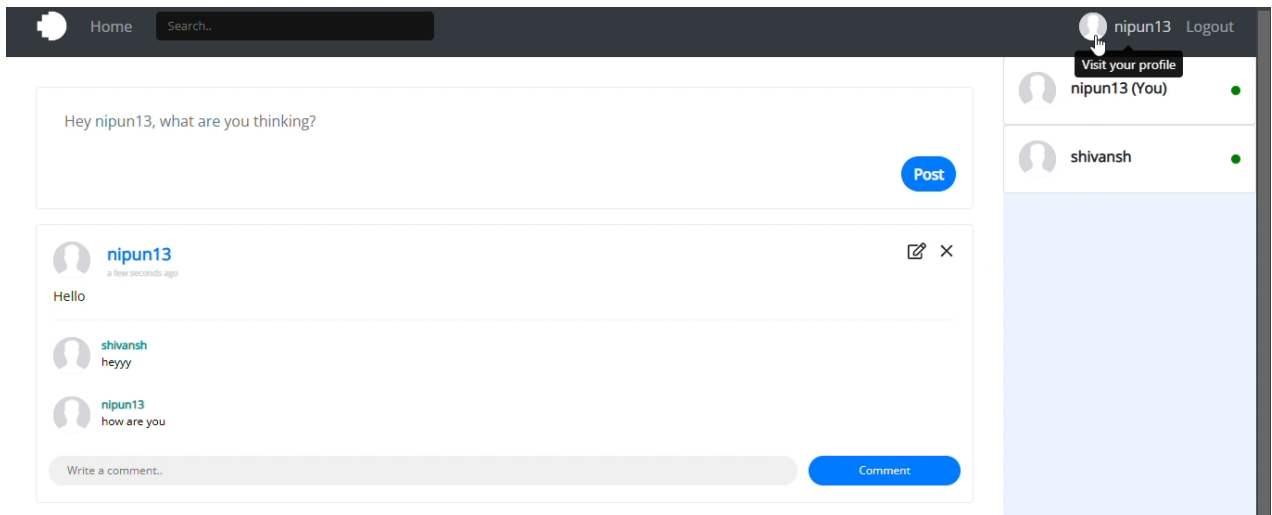 Home
Search..
nipun13
Logout
Visit your profile
nipun13 (You)
shivansh
Hey nipun13, what are you thinking?
Post
nipun13
a few seconds ago
Hello
shivansh
heyyy
nipun13
how are you
Write a comment..
Comment